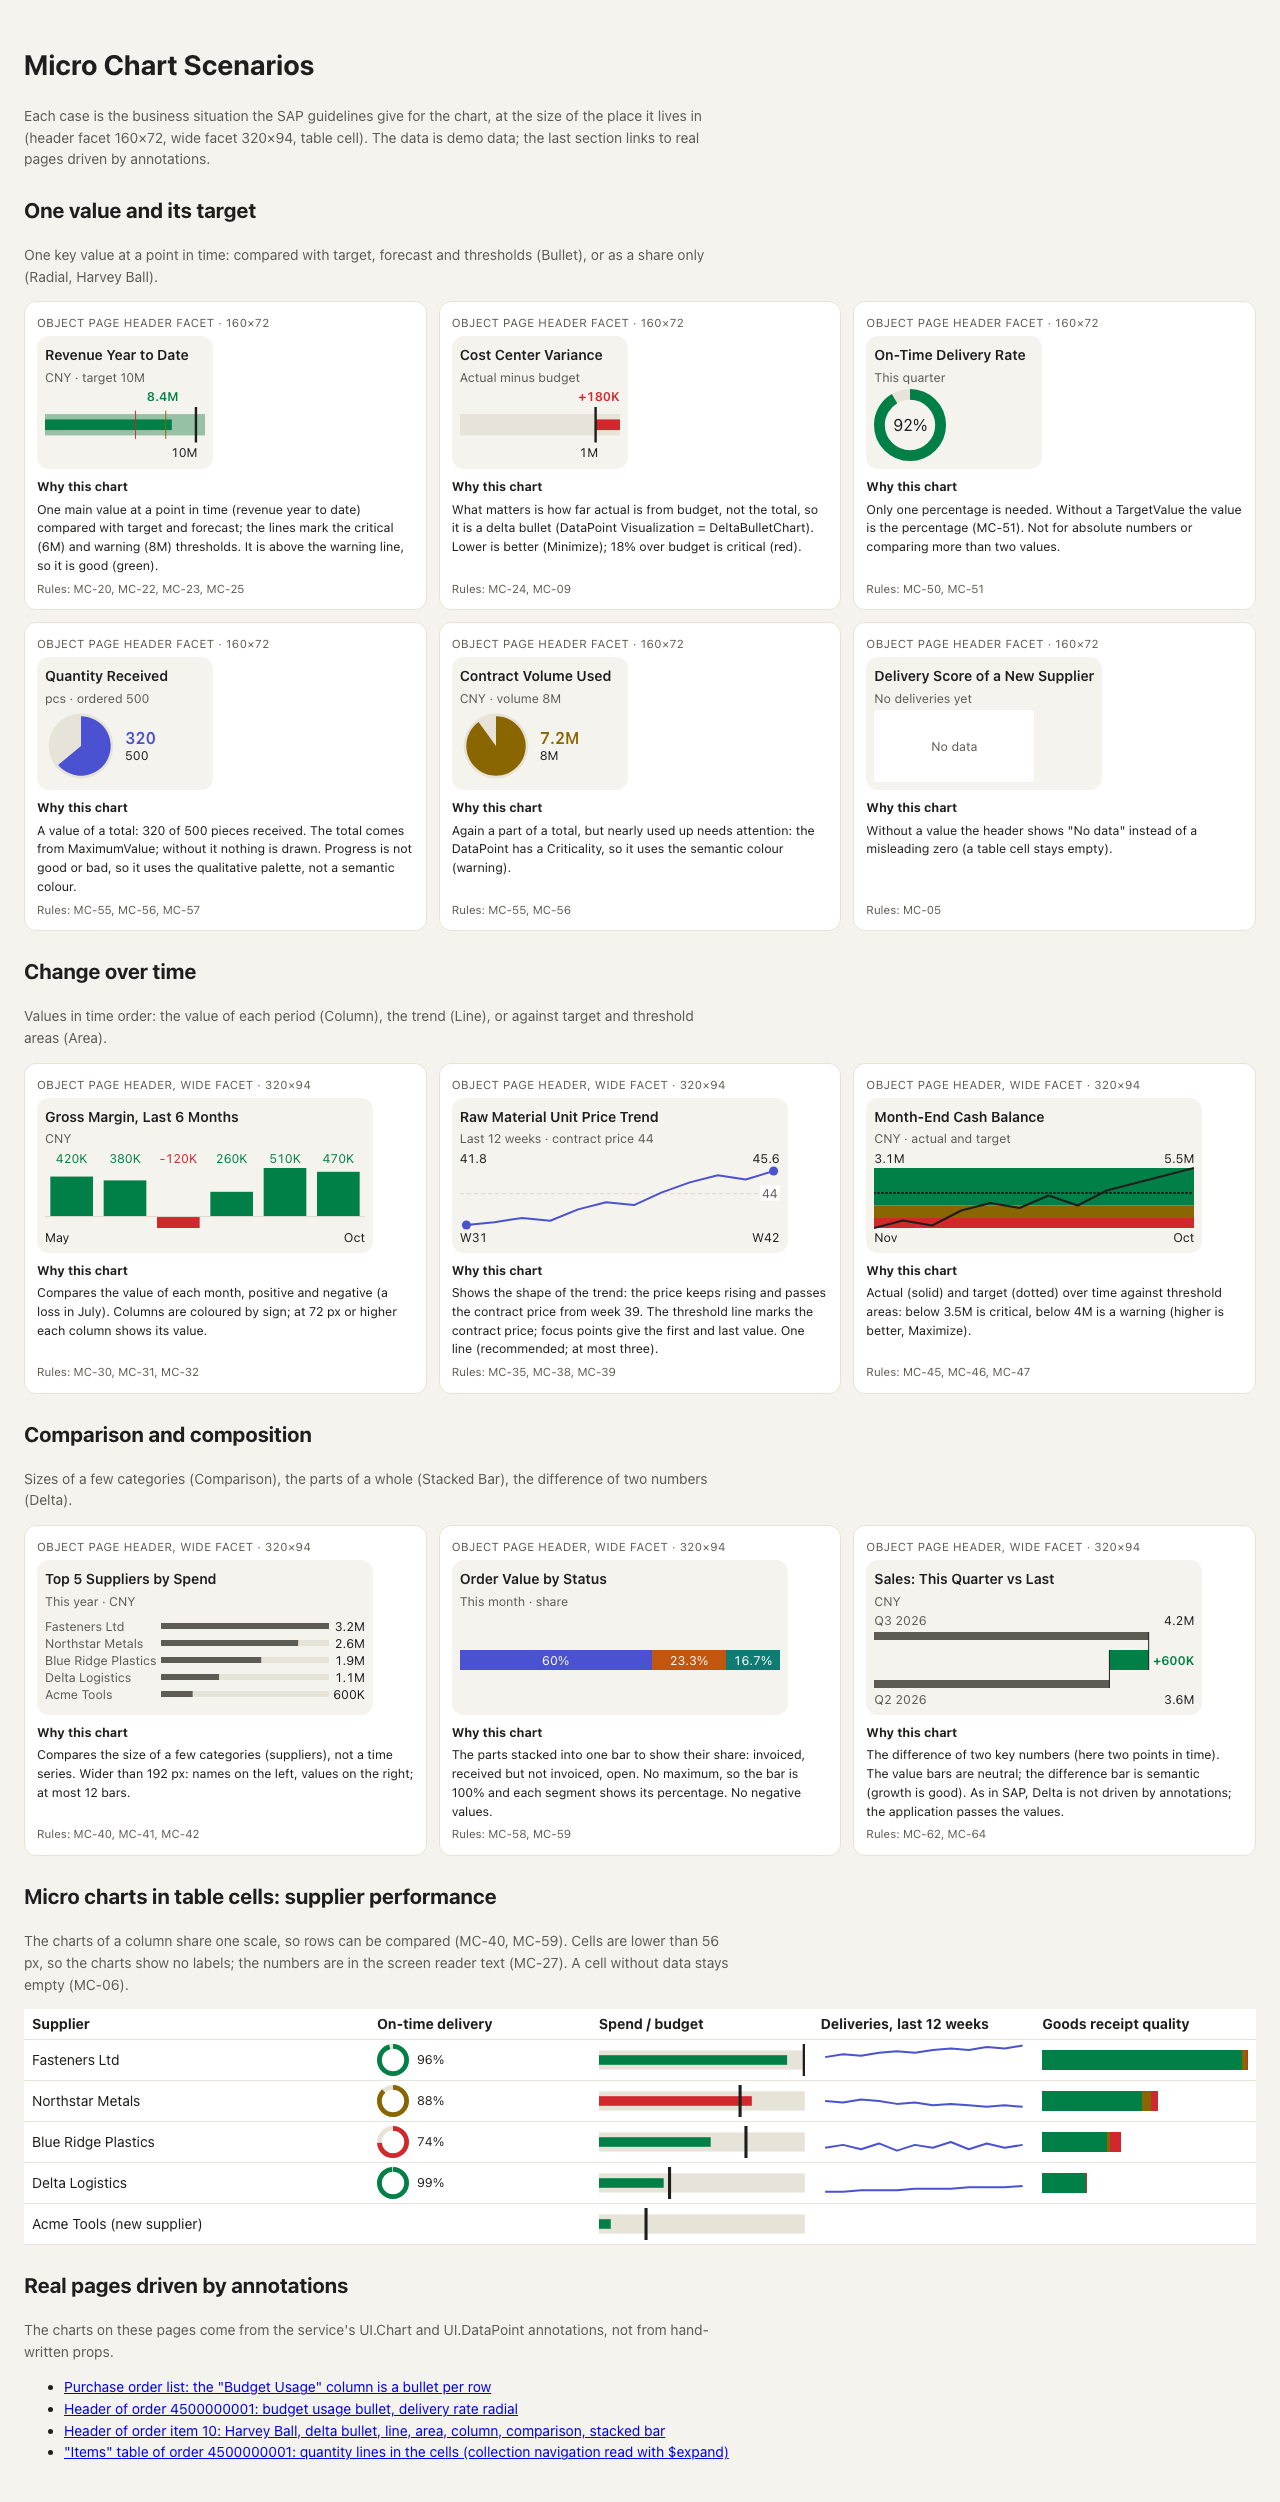 Micro Chart Scenarios
Each case is the business situation the SAP guidelines give for the chart, at the size of the place it lives in
(header facet 160×72, wide facet 320×94, table cell). The data is demo data; the last section links to real
pages driven by annotations.
One value and its target
One key value at a point in time: compared with target, forecast and thresholds (Bullet), or as a share only
(Radial, Harvey Ball).
OBJECT PAGE HEADER FACET · 160×72
Revenue Year to Date
CNY · target 10M
8.4M
10M
Why this chart
One main value at a point in time (revenue year to date)
compared with target and forecast; the lines mark the critical
(6M) and warning (8M) thresholds. It is above the warning line,
so it is good (green).
Rules: MC-20, MC-22, MC-23, MC-25
OBJECT PAGE HEADER FACET · 160×72
Cost Center Variance
Actual minus budget
+180K
1M
Why this chart
What matters is how far actual is from budget, not the total, so
it is a delta bullet (DataPoint Visualization = DeltaBulletChart).
Lower is better (Minimize); 18% over budget is critical (red).
Rules: MC-24, MC-09
OBJECT PAGE HEADER FACET · 160×72
On-Time Delivery Rate
This quarter
92%
Why this chart
Only one percentage is needed. Without a TargetValue the value
is the percentage (MC-51). Not for absolute numbers or
comparing more than two values.
Rules: MC-50, MC-51
OBJECT PAGE HEADER FACET · 160×72
Quantity Received
pcs · ordered 500
320
500
Why this chart
A value of a total: 320 of 500 pieces received. The total comes
from MaximumValue; without it nothing is drawn. Progress is not
good or bad, so it uses the qualitative palette, not a semantic
colour.
Rules: MC-55, MC-56, MC-57
OBJECT PAGE HEADER FACET · 160×72
Contract Volume Used
CNY · volume 8M
7.2M
8M
Why this chart
Again a part of a total, but nearly used up needs attention: the
DataPoint has a Criticality, so it uses the semantic colour
(warning).
Rules: MC-55, MC-56
OBJECT PAGE HEADER FACET · 160×72
Delivery Score of a New Supplier
No deliveries yet
No data
Why this chart
Without a value the header shows "No data" instead of a
misleading zero (a table cell stays empty).
Rules: MC-05
Change over time
Values in time order: the value of each period (Column), the trend (Line), or against target and threshold
areas (Area).
OBJECT PAGE HEADER, WIDE FACET · 320×94
Gross Margin, Last 6 Months
CNY
420K 380K -120K 260K 510K 470K
May Oct
Why this chart
Compares the value of each month, positive and negative (a
loss in July). Columns are coloured by sign; at 72 px or higher
each column shows its value.
Rules: MC-30, MC-31, MC-32
OBJECT PAGE HEADER, WIDE FACET · 320×94
Raw Material Unit Price Trend
Last 12 weeks · contract price 44
41.8 45.6
44
W31 W42
Why this chart
Shows the shape of the trend: the price keeps rising and passes
the contract price from week 39. The threshold line marks the
contract price; focus points give the first and last value. One
line (recommended; at most three).
Rules: MC-35, MC-38, MC-39
OBJECT PAGE HEADER, WIDE FACET · 320×94
Month-End Cash Balance
CNY · actual and target
3.1M 5.5M
Nov Oct
Why this chart
Actual (solid) and target (dotted) over time against threshold
areas: below 3.5M is critical, below 4M is a warning (higher is
better, Maximize).
Rules: MC-45, MC-46, MC-47
Comparison and composition
Sizes of a few categories (Comparison), the parts of a whole (Stacked Bar), the difference of two numbers
(Delta).
OBJECT PAGE HEADER, WIDE FACET · 320×94
Top 5 Suppliers by Spend
This year · CNY
Fasteners Ltd 3.2M
Northstar Metals 2.6M
Blue Ridge Plastics 1.9M
Delta Logistics 1.1M
Acme Tools 600K
Why this chart
Compares the size of a few categories (suppliers), not a time
series. Wider than 192 px: names on the left, values on the right;
at most 12 bars.
Rules: MC-40, MC-41, MC-42
OBJECT PAGE HEADER, WIDE FACET · 320×94
Order Value by Status
This month · share
60% 23.3% 16.7%
Why this chart
The parts stacked into one bar to show their share: invoiced,
received but not invoiced, open. No maximum, so the bar is
100% and each segment shows its percentage. No negative
values.
Rules: MC-58, MC-59
OBJECT PAGE HEADER, WIDE FACET · 320×94
Sales: This Quarter vs Last
CNY
Q3 2026 4.2M
+600K
Q2 2026 3.6M
Why this chart
The difference of two key numbers (here two points in time).
The value bars are neutral; the difference bar is semantic
(growth is good). As in SAP, Delta is not driven by annotations;
the application passes the values.
Rules: MC-62, MC-64
Micro charts in table cells: supplier performance
The charts of a column share one scale, so rows can be compared (MC-40, MC-59). Cells are lower than 56
px, so the charts show no labels; the numbers are in the screen reader text (MC-27). A cell without data stays
empty (MC-06).
Supplier On-time delivery Spend / budget Deliveries, last 12 weeks Goods receipt quality
Fasteners Ltd 96%
Northstar Metals 88%
Blue Ridge Plastics 74%
Delta Logistics 99%
Acme Tools (new supplier)
Real pages driven by annotations
The charts on these pages come from the service's UI.Chart and UI.DataPoint annotations, not from hand-
written props.
• Purchase order list: the "Budget Usage" column is a bullet per row
• Header of order 4500000001: budget usage bullet, delivery rate radial
• Header of order item 10: Harvey Ball, delta bullet, line, area, column, comparison, stacked bar
• "Items" table of order 4500000001: quantity lines in the cells (collection navigation read with $expand)